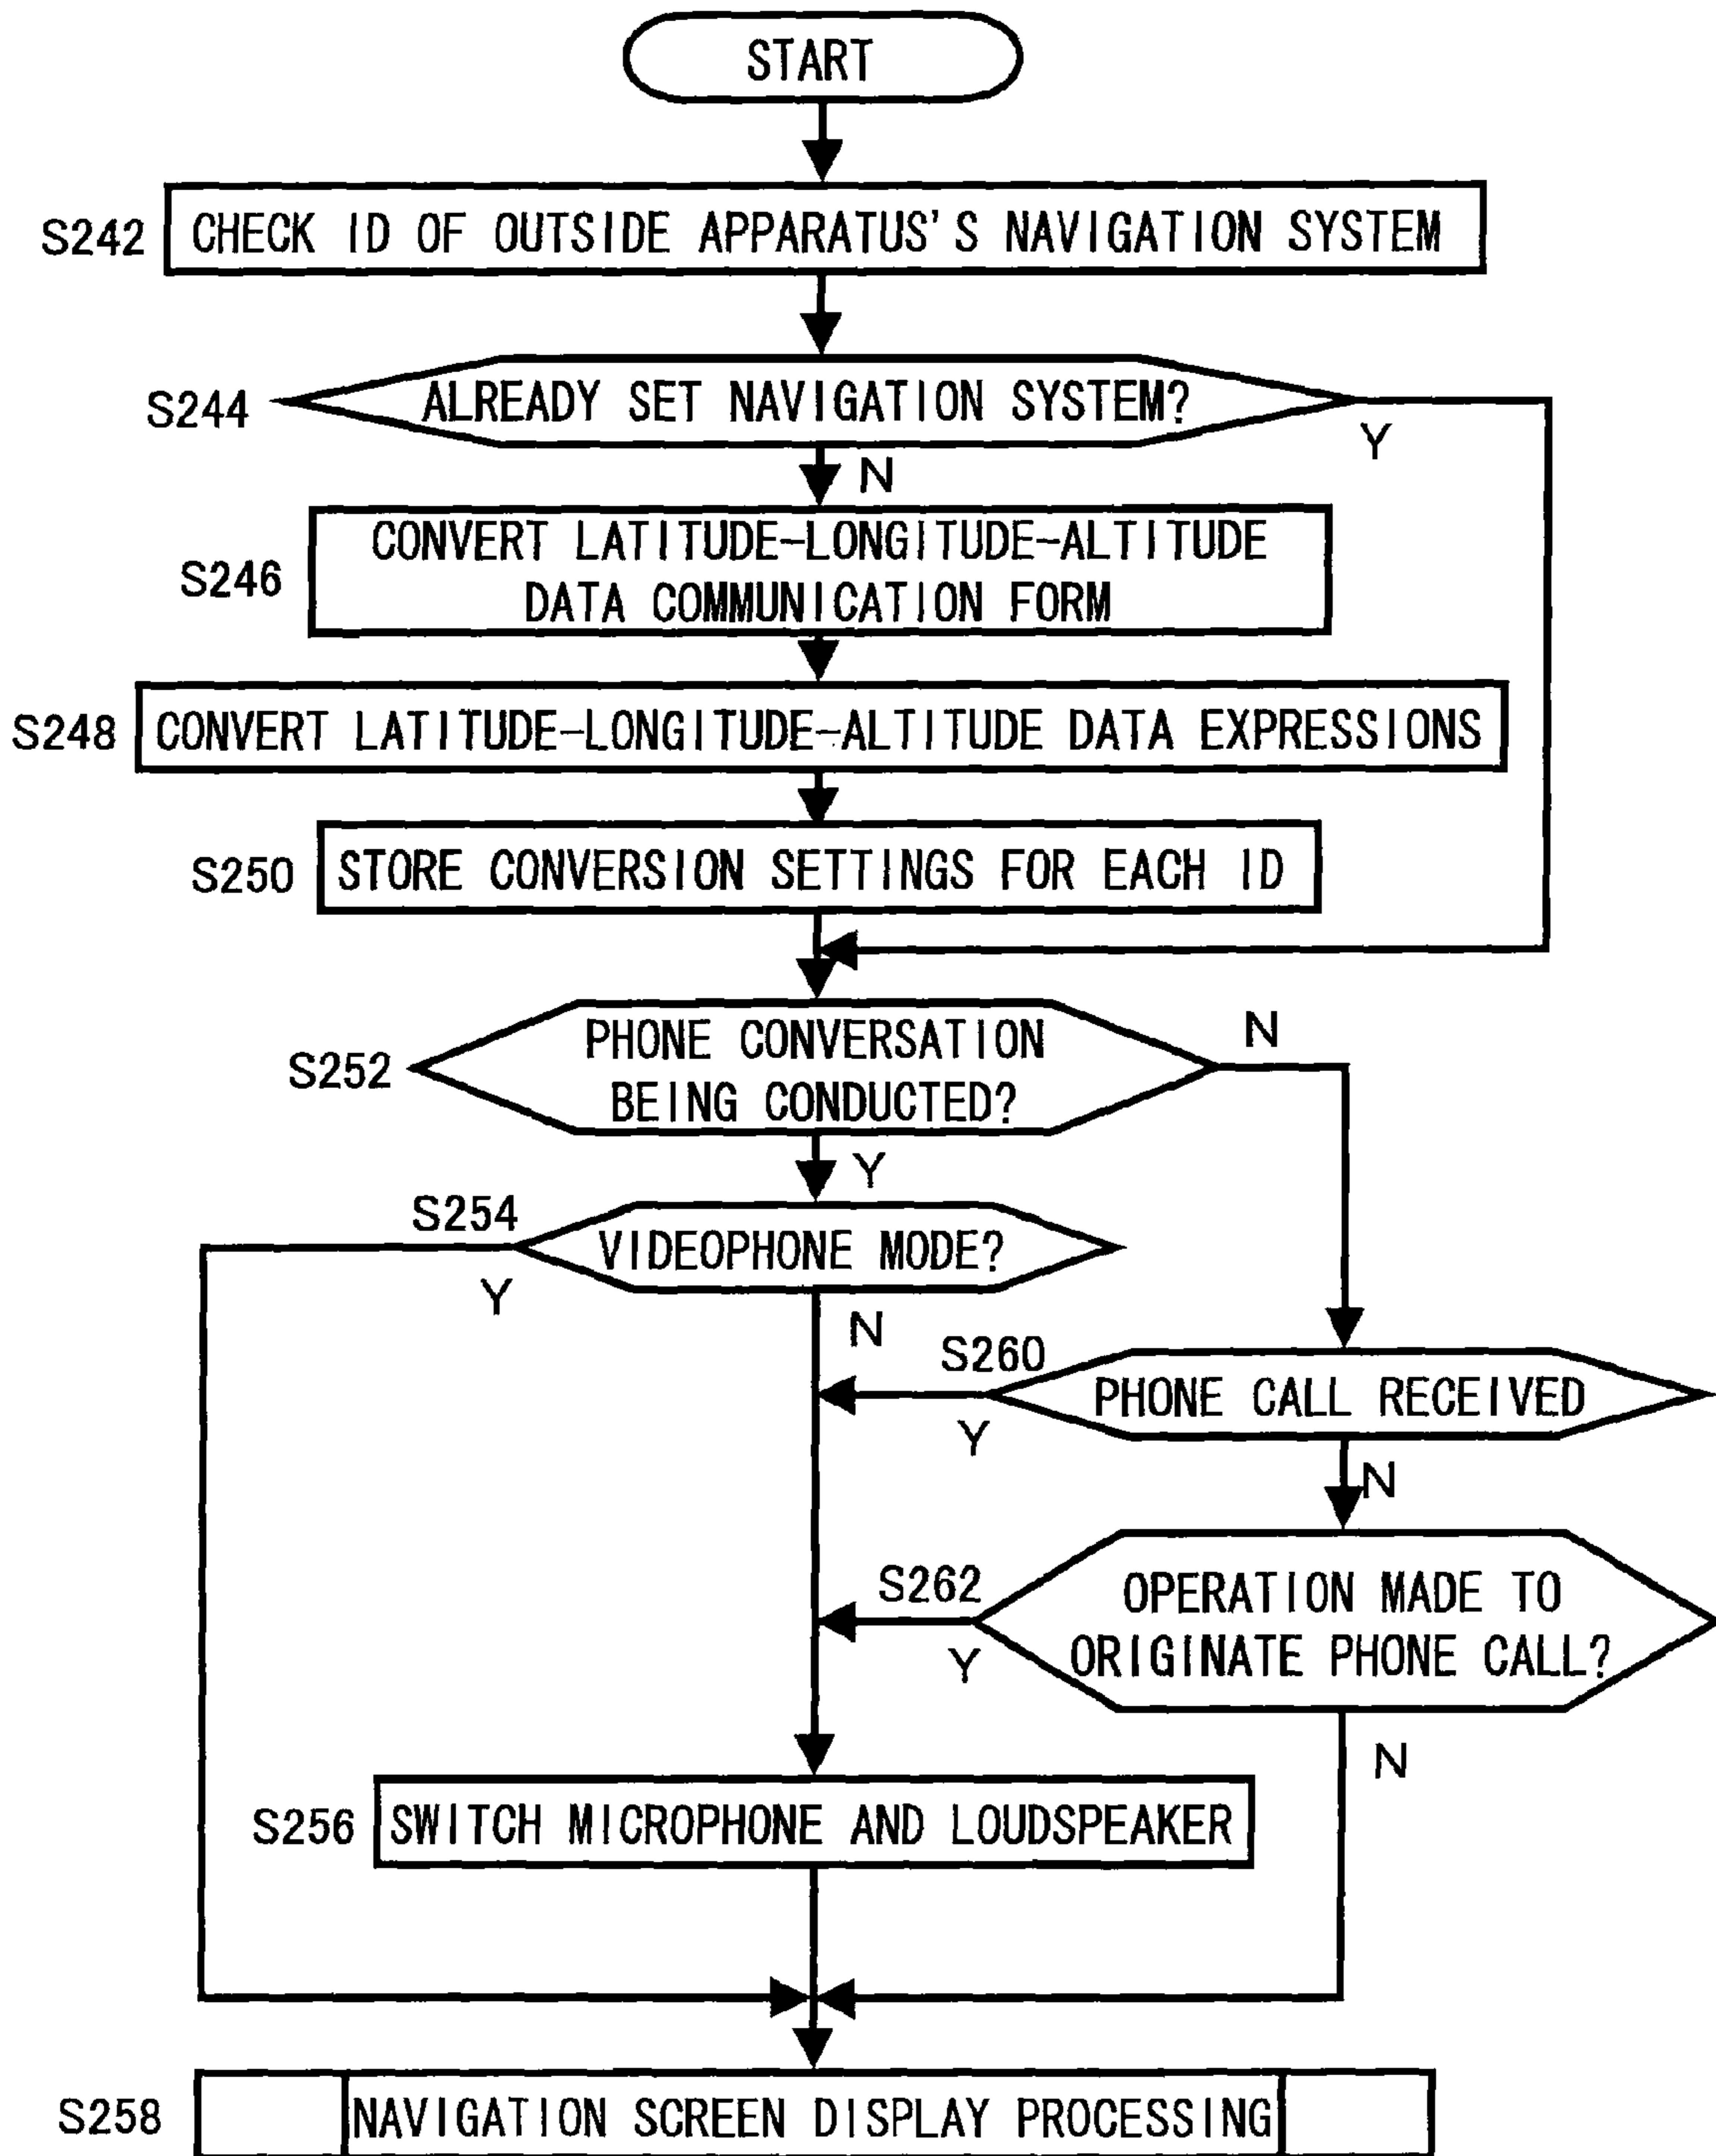 START
S242 CHECK ID OF OUTSIDE APPARATUS'S NAVIGATION SYSTEM
S244 ALREADY SET NAVIGATION SYSTEM?
Y
N
S246 CONVERT LATITUDE-LONGITUDE-ALTITUDE
DATA COMMUNICATION FORM
S248 CONVERT LATITUDE-LONGITUDE-ALTITUDE DATA EXPRESSIONS
S250 STORE CONVERSION SETTINGS FOR EACH ID
S252 PHONE CONVERSATION
BEING CONDUCTED?
N
Y
S254 VIDEOPHONE MODE?
Y
N
S260 PHONE CALL RECEIVED
Y
N
S262 OPERATION MADE TO
ORIGINATE PHONE CALL?
Y
N
S256 SWITCH MICROPHONE AND LOUDSPEAKER
S258 NAVIGATION SCREEN DISPLAY PROCESSING